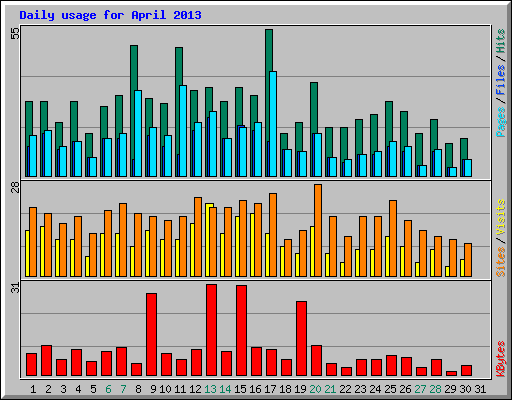 Daily usage for April 2013
55
Pages / Files / Hits
28
Sites / Visits
31
KBytes
1 2 3 4 5 6 7 8 9 10 11 12 13 14 15 16 17 18 19 20 21 22 23 24 25 26 27 28 29 30 31